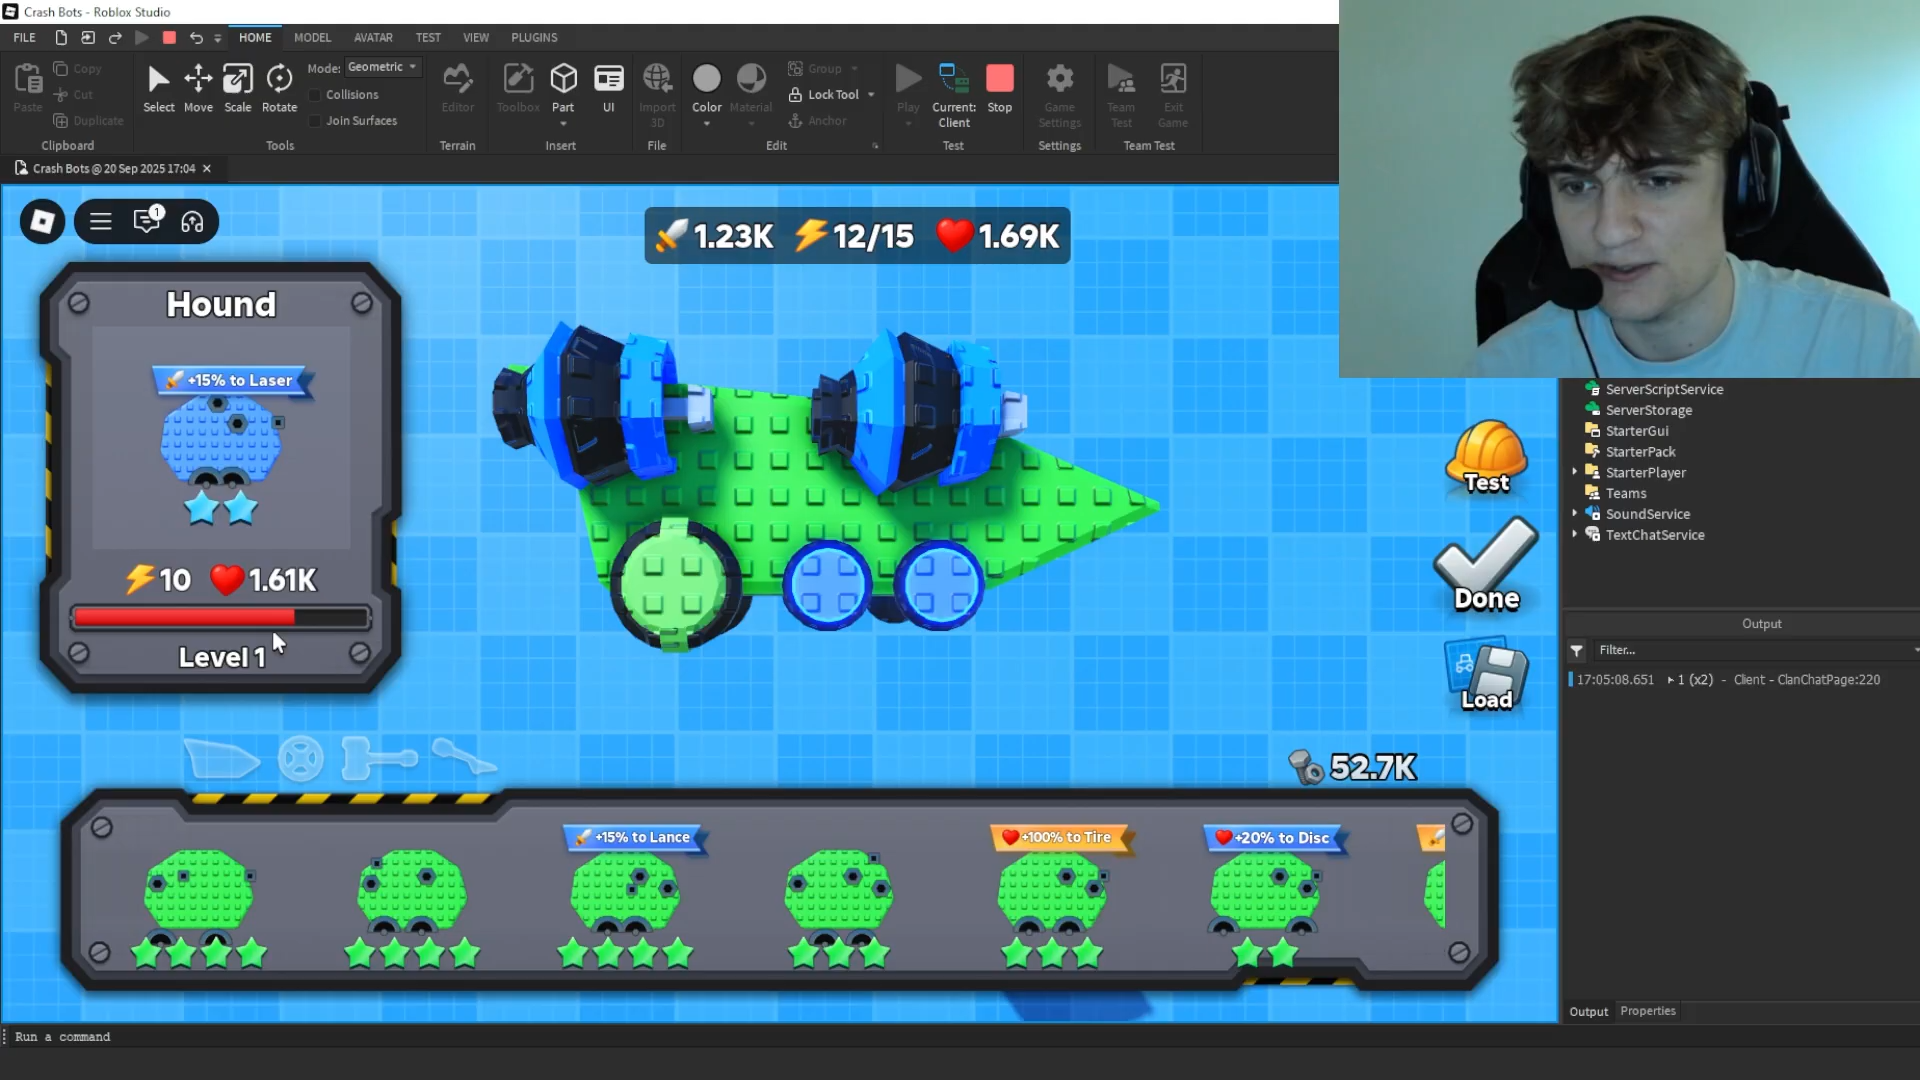 Crash Bots - Roblox Studio
FILE HOME MODEL AVATAR TEST VIEW PLUGINS
Paste Copy Cut Duplicate
Clipboard
Select Move Scale Rotate
Mode: Geometric
Collisions
Join Surfaces
Tools
Editor
Terrain
Toolbox Part UI
Insert
Import 3D
File
Color Material
Group
Lock Tool
Anchor
Edit
Play Current: Client Stop
Test
Game Settings
Settings
Team Test Exit Game
Team Test
Crash Bots @ 20 Sep 2025 17:04
1
1.23K 12/15 1.69K
Hound
+15% to Laser
10 1.61K
Level 1
Test
Done
Load
52.7K
+15% to Lance
+100% to Tire
+20% to Disc
ServerScriptService
ServerStorage
StarterGui
StarterPack
StarterPlayer
Teams
SoundService
TextChatService
Output
Filter...
17:05:08.651 1 (x2) - Client - ClanChatPage:220
Output Properties
Run a command